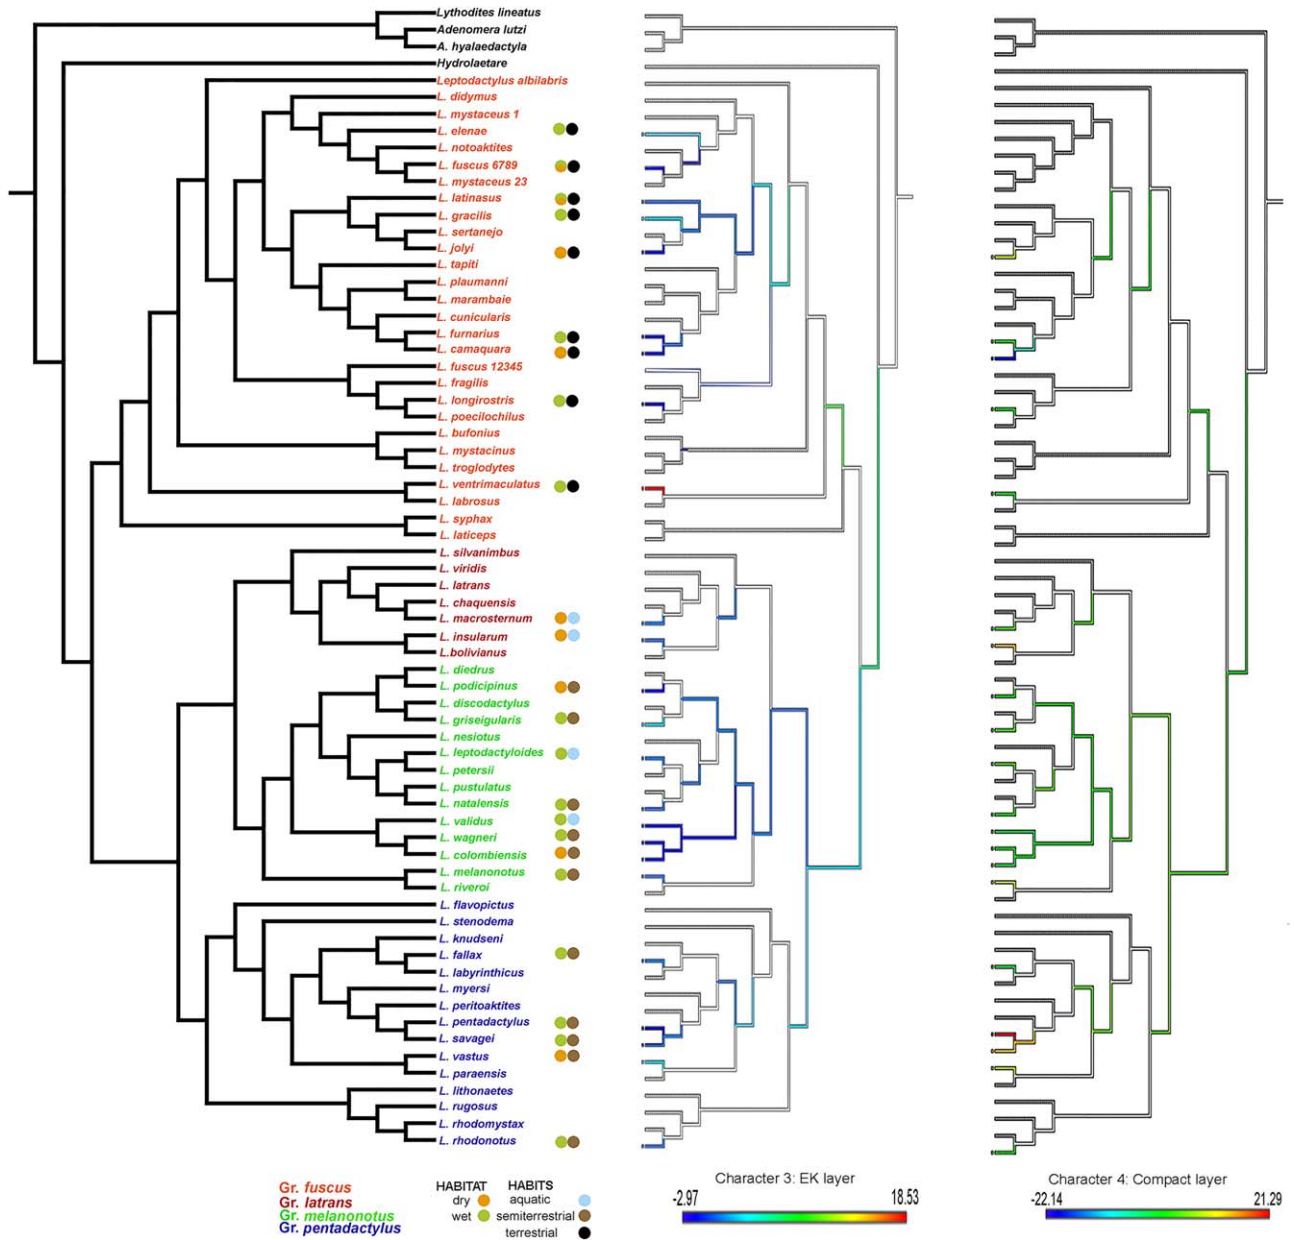 Lythodites lineatus
Adenomera lutzi
A. hyalaedactyla
Hydrolaetare
Leptodactylus albilabris
L. didymus
L. mystaceus 1
L. elenae
L. notoaktites
L. fuscus 6789
L. mystaceus 23
L. latinasus
L. gracilis
L. sertanejo
L. jolyi
L. tapiti
L. plaumanni
L. marambaie
L. cunicularis
L. furnarius
L. camaquara
L. fuscus 12345
L. fragilis
L. longirostris
L. poecilochilus
L. bufonius
L. mystacinus
L. troglodytes
L. ventrimaculatus
L. labrosus
L. syphax
L. laticeps
L. silvanimbus
L. viridis
L. latrans
L. chaquensis
L. macrosternum
L. insularum
L.bolivianus
L. diedrus
L. podicipinus
L. discodactylus
L. griseigularis
L. nesiotus
L. leptodactyloides
L. petersii
L. pustulatus
L. natalensis
L. validus
L. wagneri
L. colombiensis
L. melanonotus
L. riveroi
L. flavopictus
L. stenodema
L. knudseni
L. fallax
L. labyrinthicus
L. myersi
L. peritoaktites
L. pentadactylus
L. savagei
L. vastus
L. paraensis
L. lithonaetes
L. rugosus
L. rhodomystax
L. rhodonotus
Gr. fuscus
Gr. latrans
Gr. melanonotus
Gr. pentadactylus
HABITAT
dry
wet
HABITS
aquatic
semiterrestrial
terrestrial
Character 3: EK layer
-2.97 18.53
Character 4: Compact layer
-22.14 21.29